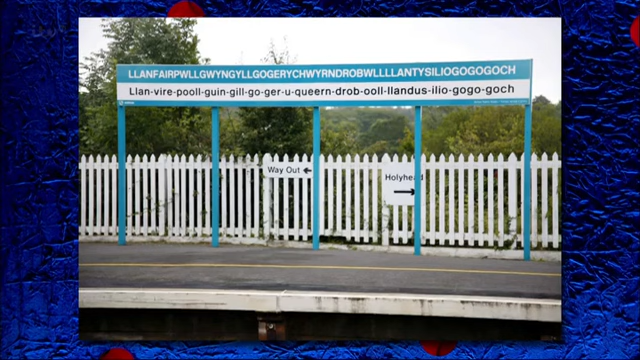 LLANFAIRPWLLGWYNGYLLGOGERYCHWYRNDROBWLLLLANTYSILIOGOGOGOCH
Llan-vire-pooll-guin-gill-go-ger-u-queern-drob-ooll-llandus-ilio-gogo-goch
Way Out
Holyhead